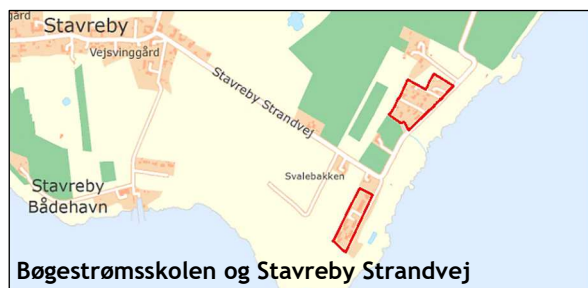 gård
Stavreby
Vejsvinggård
Stavreby Strandvej
Svalebakken
Stavreby
Bådehavn
Bøgestrømsskolen og Stavreby Strandvej